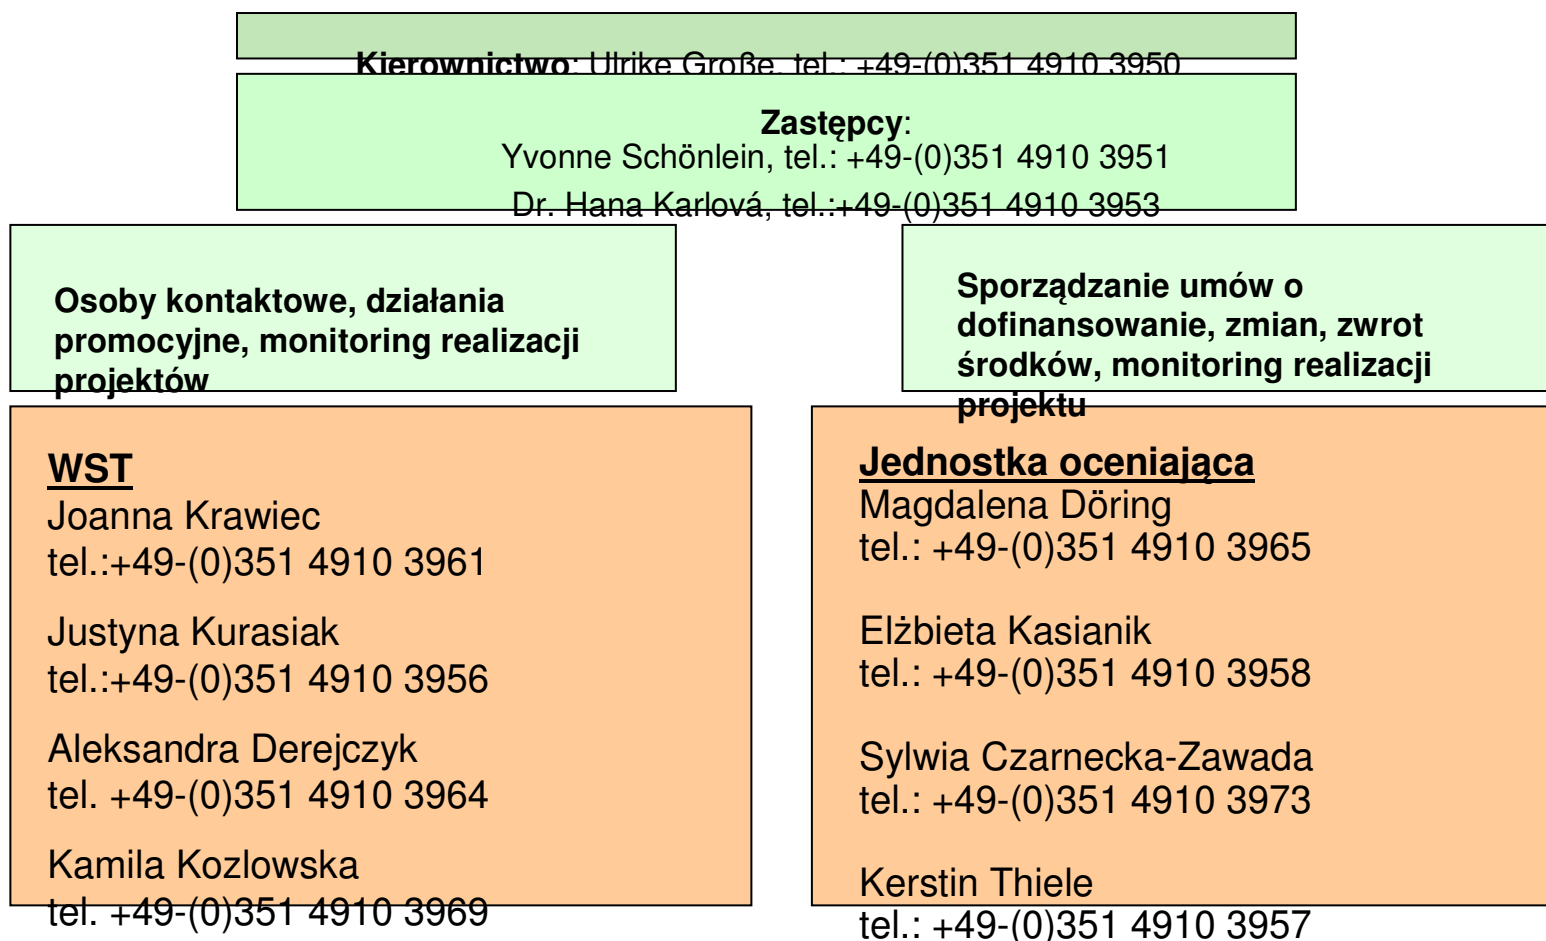 Kierownictwo: Ulrike Große, tel.: +49-(0)351 4910 3950
Zastępcy:
Yvonne Schönlein, tel.: +49-(0)351 4910 3951
Dr. Hana Karlová, tel.:+49-(0)351 4910 3953
Osoby kontaktowe, działania
promocyjne, monitoring realizacji
projektów
Sporządzanie umów o
dofinansowanie, zmian, zwrot
środków, monitoring realizacji
projektu
WST
Joanna Krawiec
tel.:+49-(0)351 4910 3961
Justyna Kurasiak
tel.:+49-(0)351 4910 3956
Aleksandra Derejczyk
tel. +49-(0)351 4910 3964
Kamila Kozlowska
tel. +49-(0)351 4910 3969
Jednostka oceniająca
Magdalena Döring
tel.: +49-(0)351 4910 3965
Elżbieta Kasianik
tel.: +49-(0)351 4910 3958
Sylwia Czarnecka-Zawada
tel.: +49-(0)351 4910 3973
Kerstin Thiele
tel.: +49-(0)351 4910 3957